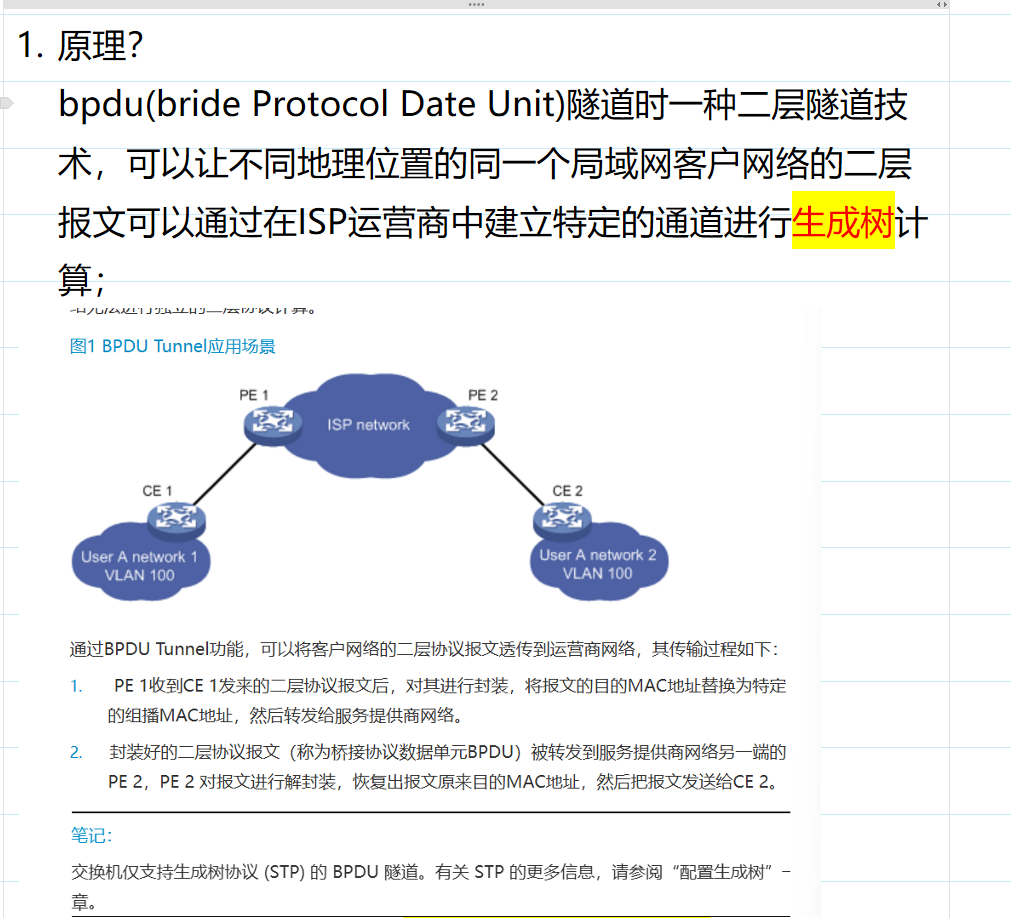 1. 原理?
bpdu(bride Protocol Date Unit)隧道时一种二层隧道技
术，可以让不同地理位置的同一个局域网客户网络的二层
报文可以通过在ISP运营商中建立特定的通道进行生成树计
算；
图1 BPDU Tunnel应用场景
PE 1
PE 2
ISP network
CE 1
CE 2
User A network 1
VLAN 100
User A network 2
VLAN 100
通过BPDU Tunnel功能，可以将客户网络的二层协议报文透传到运营商网络，其传输过程如下：
1. PE 1收到CE 1发来的二层协议报文后，对其进行封装，将报文的目的MAC地址替换为特定
的组播MAC地址，然后转发给服务提供商网络。
2. 封装好的二层协议报文（称为桥接协议数据单元BPDU）被转发到服务提供商网络另一端的
PE 2，PE 2 对报文进行解封装，恢复出报文原来目的MAC地址，然后把报文发送给CE 2。
笔记：
交换机仅支持生成树协议 (STP) 的 BPDU 隧道。有关 STP 的更多信息，请参阅“配置生成树”一
章。